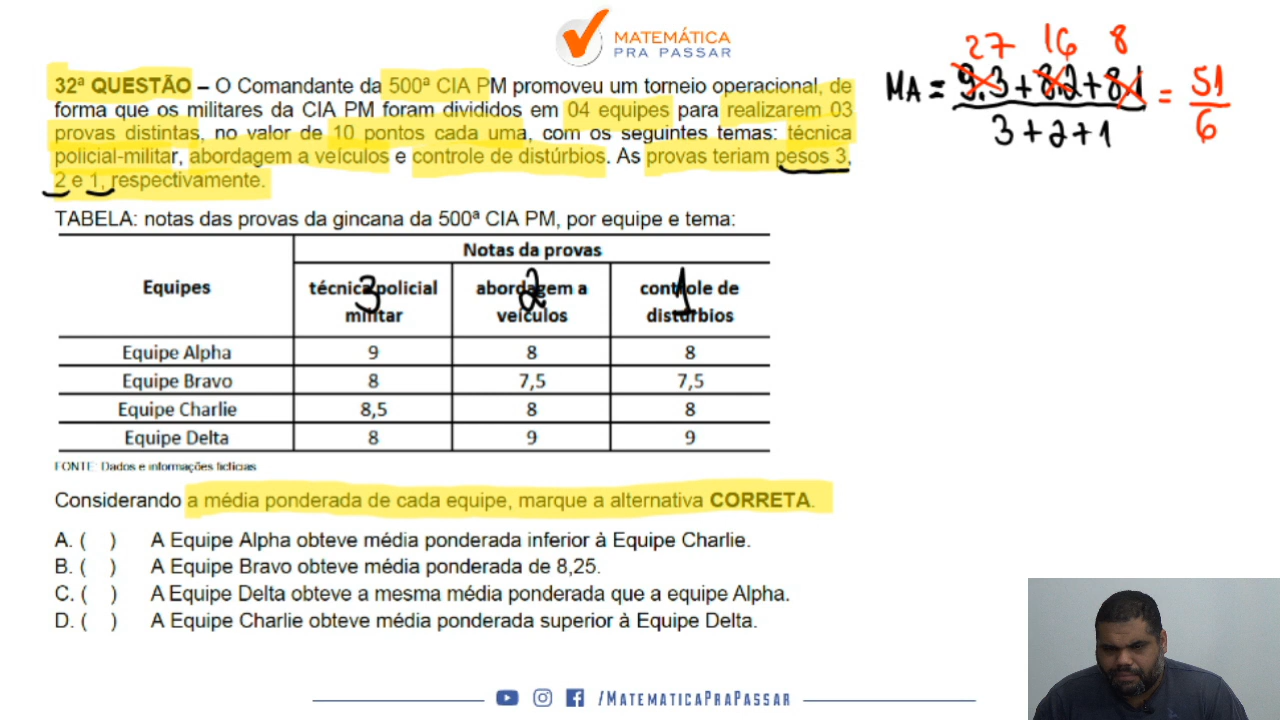 MATEMÁTICA
PRA PASSAR
32ª QUESTÃO – O Comandante da 500ª CIA PM promoveu um torneio operacional, de
forma que os militares da CIA PM foram divididos em 04 equipes para realizarem 03
provas distintas, no valor de 10 pontos cada uma, com os seguintes temas: técnica
policial-militar, abordagem a veículos e controle de distúrbios. As provas teriam pesos 3,
2 e 1, respectivamente.
27 16 8
MA = 9.3 + 8.2 + 8.1 = 51
3 + 2 + 1 6
TABELA: notas das provas da gincana da 500ª CIA PM, por equipe e tema:
Notas da provas
Equipes técnica policial abordagem a controle de
militar veículos distúrbios
3 2 1
Equipe Alpha 9 8 8
Equipe Bravo 8 7,5 7,5
Equipe Charlie 8,5 8 8
Equipe Delta 8 9 9
FONTE: Dados e informações fictícias
Considerando a média ponderada de cada equipe, marque a alternativa CORRETA.
A. ( ) A Equipe Alpha obteve média ponderada inferior à Equipe Charlie.
B. ( ) A Equipe Bravo obteve média ponderada de 8,25.
C. ( ) A Equipe Delta obteve a mesma média ponderada que a equipe Alpha.
D. ( ) A Equipe Charlie obteve média ponderada superior à Equipe Delta.
/MATEMATICAPRAPASSAR